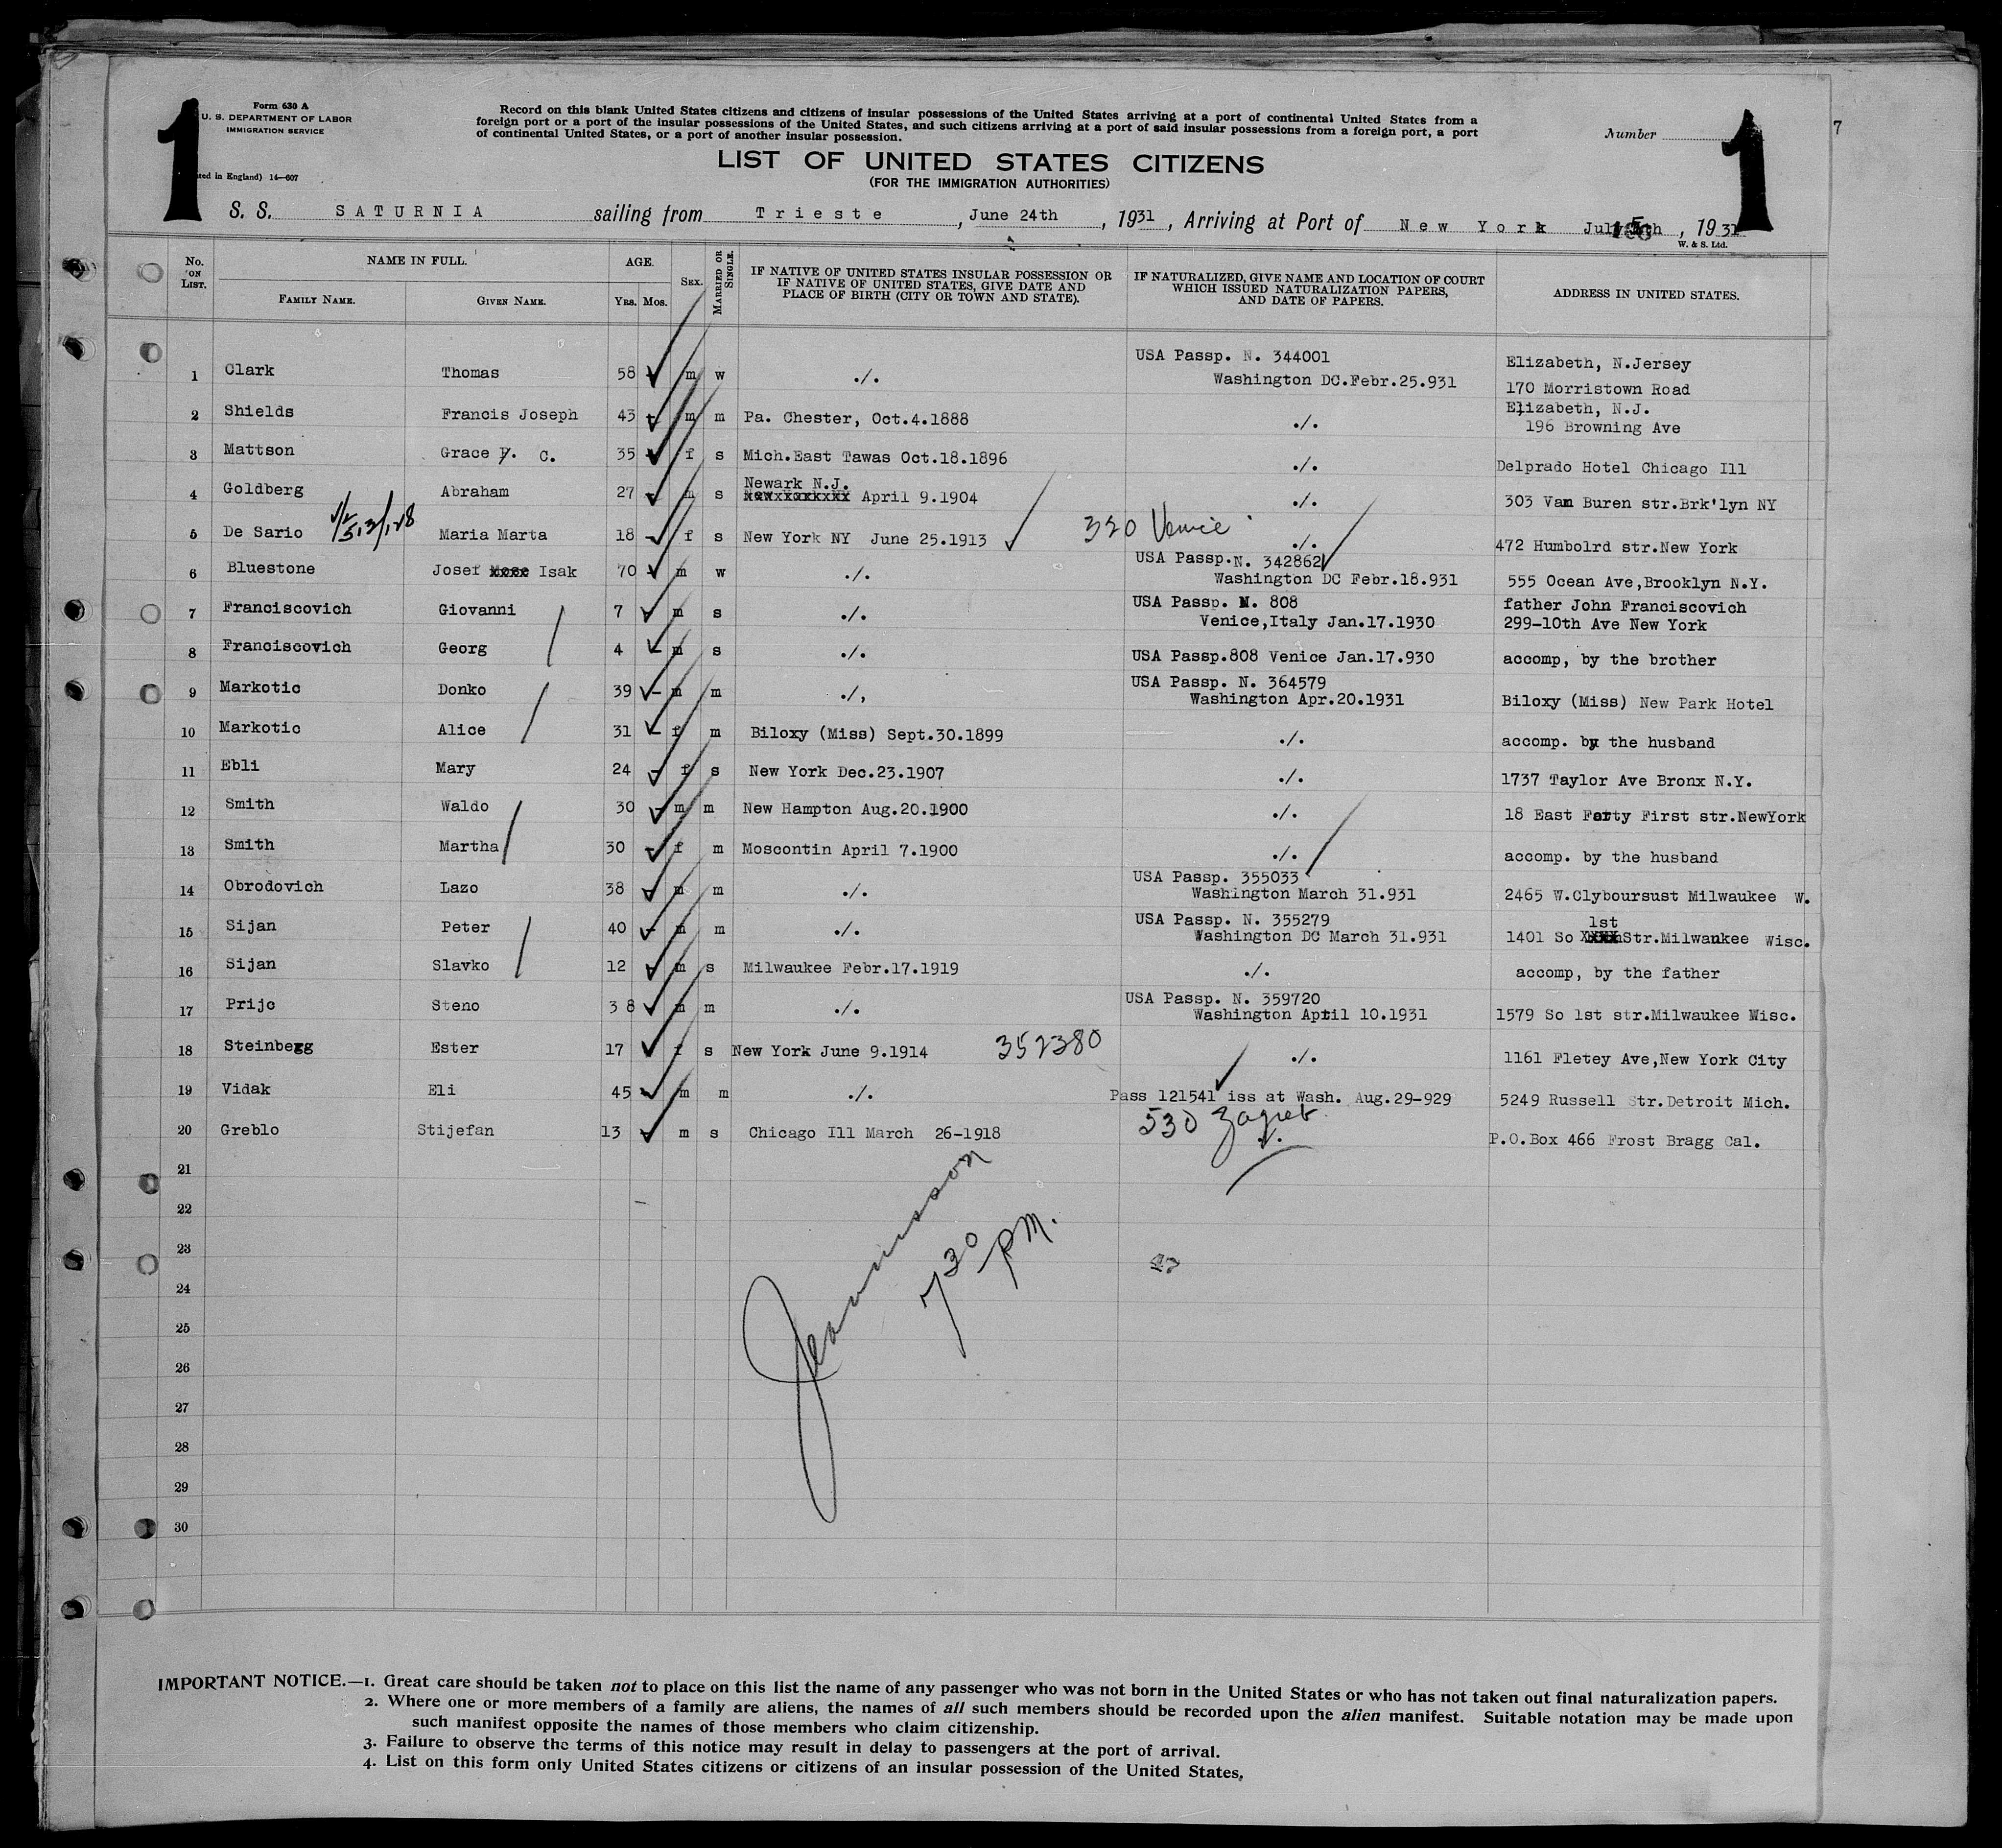 1
Form 630 A
U. S. DEPARTMENT OF LABOR
IMMIGRATION SERVICE
Record on this blank United States citizens and citizens of insular possessions of the United States arriving at a port of continental United States from a
foreign port or a port of the insular possessions of the United States, and such citizens arriving at a port of said insular possessions from a foreign port, a port
of continental United States, or a port of another insular possession.
Number
1
7
LIST OF UNITED STATES CITIZENS
(FOR THE IMMIGRATION AUTHORITIES)
in England) 14—607
S. S. SATURNIA sailing from Trieste, June 24th, 1931, Arriving at Port of New York July th, 1931
W. & S. Ltd.
No. ON LIST. NAME IN FULL. AGE. SEX. MARRIED OR SINGLE. IF NATIVE OF UNITED STATES INSULAR POSSESSION OR IF NATIVE OF UNITED STATES, GIVE DATE AND PLACE OF BIRTH (CITY OR TOWN AND STATE). IF NATURALIZED, GIVE NAME AND LOCATION OF COURT WHICH ISSUED NATURALIZATION PAPERS, AND DATE OF PAPERS. ADDRESS IN UNITED STATES.
FAMILY NAME. GIVEN NAME. YRS. MOS.
1 Clark Thomas 58 m w ./. USA Passp. N. 344001 Washington DC.Febr.25.931 Elizabeth, N.Jersey 170 Morristown Road
2 Shields Francis Joseph 43 m m Pa. Chester, Oct.4.1888 ./. Elizabeth, N.J. 196 Browning Ave
3 Mattson Grace C. 35 f s Mich.East Tawas Oct.18.1896 ./. Delprado Hotel Chicago Ill
4 Goldberg Abraham 27 m s Newark N.J. April 9.1904 ./. 303 Van Buren str.Brk'lyn NY
5 De Sario Maria Marta 18 f s New York NY June 25.1913 320 Venice ./. 472 Humbolrd str.New York
6 Bluestone Josef Isak 70 m w ./. USA Passp.N. 342862 Washington DC Febr.18.931 555 Ocean Ave,Brooklyn N.Y.
7 Franciscovich Giovanni 7 m s ./. USA Passp. N. 808 Venice,Italy Jan.17.1930 father John Franciscovich 299-10th Ave New York
8 Franciscovich Georg 4 m s ./. USA Passp.808 Venice Jan.17.930 accomp, by the brother
9 Markotic Donko 39 m m ./, USA Passp. N. 364579 Washington Apr.20.1931 Biloxy (Miss) New Park Hotel
10 Markotic Alice 31 f m Biloxy (Miss) Sept.30.1899 ./. accomp. by the husband
11 Ebli Mary 24 f s New York Dec.23.1907 ./. 1737 Taylor Ave Bronx N.Y.
12 Smith Waldo 30 m m New Hampton Aug.20.1900 ./. 18 East Forty First str.NewYork
13 Smith Martha 30 f m Moscontin April 7.1900 ./. accomp. by the husband
14 Obrodovich Lazo 38 m m ./. USA Passp. 355033 Washington March 31.931 2465 W.Clyboursust Milwaukee W.
15 Sijan Peter 40 m m ./. USA Passp. N. 355279 Washington DC March 31.931 1401 So 1st Str.Milwaukee Wisc.
16 Sijan Slavko 12 m s Milwaukee Febr.17.1919 ./. accomp, by the father
17 Prijc Steno 38 m m ./. USA Passp. N. 359720 Washington April 10.1931 1579 So 1st str.Milwaukee Wisc.
18 Steinbegg Ester 17 f s New York June 9.1914 352380 ./. 1161 Fletey Ave,New York City
19 Vidak Eli 45 m m ./. Pass 121541 iss at Wash. Aug.29-929 5249 Russell Str.Detroit Mich.
20 Greblo Stijefan 13 m s Chicago Ill March 26-1918 530 Zagreb ./. P.O.Box 466 Frost Bragg Cal.
21
22
23
24
25
26
27
28
29
30
7 30 PM.
IMPORTANT NOTICE.—1. Great care should be taken not to place on this list the name of any passenger who was not born in the United States or who has not taken out final naturalization papers.
2. Where one or more members of a family are aliens, the names of all such members should be recorded upon the alien manifest. Suitable notation may be made upon
such manifest opposite the names of those members who claim citizenship.
3. Failure to observe the terms of this notice may result in delay to passengers at the port of arrival.
4. List on this form only United States citizens or citizens of an insular possession of the United States.